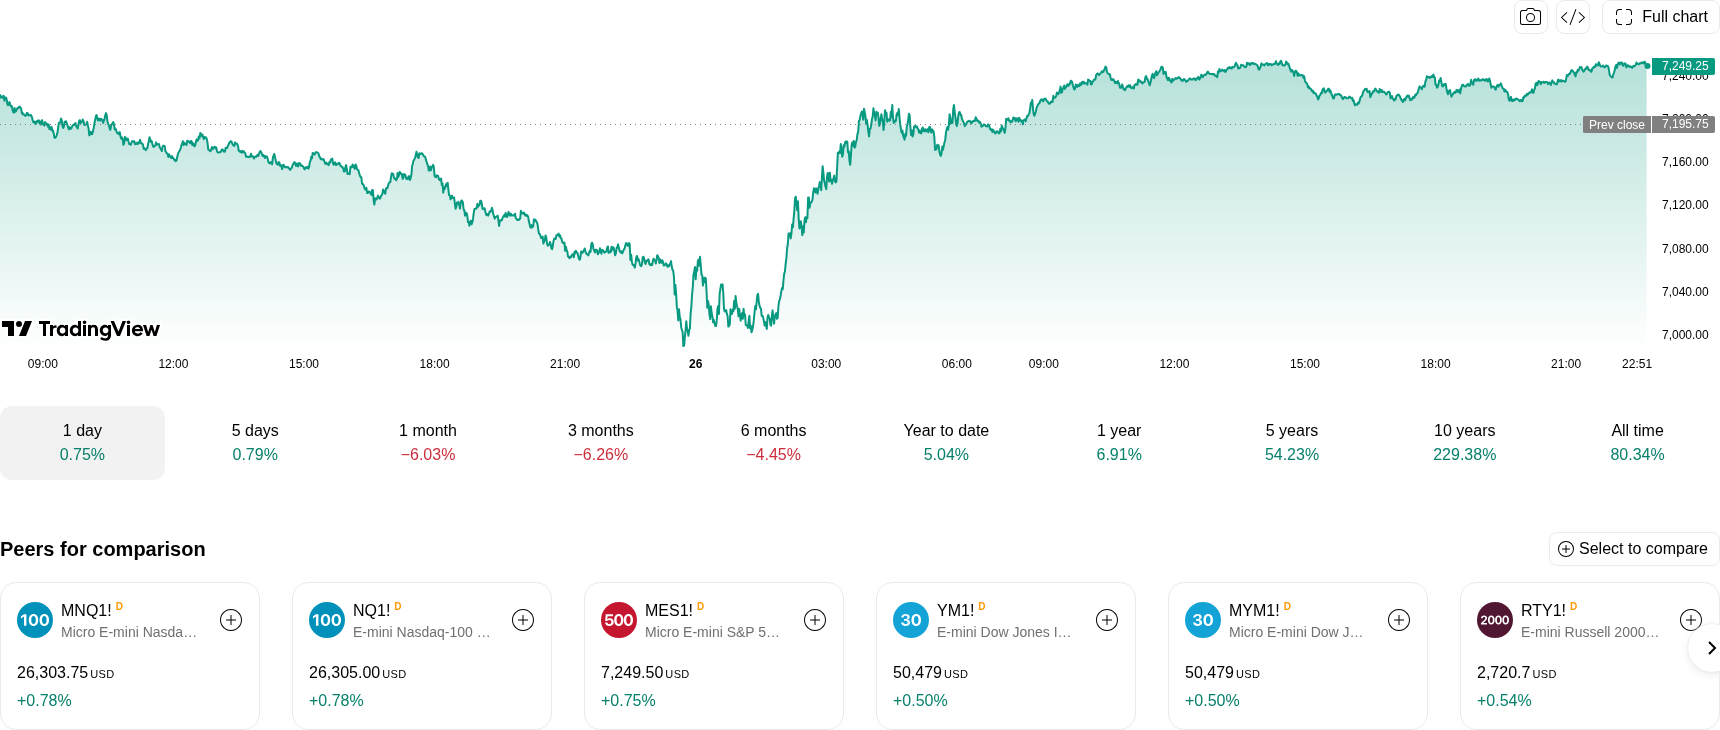 Full chart
7,249.25
7,240.00
Prev close 7,195.75
7,160.00
7,120.00
7,080.00
7,040.00
7,000.00
TradingView
09:00 12:00 15:00 18:00 21:00 26 03:00 06:00 09:00 12:00 15:00 18:00 21:00 22:51
1 day 5 days 1 month 3 months 6 months Year to date 1 year 5 years 10 years All time
0.75% 0.79% −6.03% −6.26% −4.45% 5.04% 6.91% 54.23% 229.38% 80.34%
Peers for comparison
Select to compare
100 MNQ1! D
Micro E-mini Nasda…
26,303.75 USD
+0.78%
100 NQ1! D
E-mini Nasdaq-100 …
26,305.00 USD
+0.78%
500 MES1! D
Micro E-mini S&P 5…
7,249.50 USD
+0.75%
30 YM1! D
E-mini Dow Jones I…
50,479 USD
+0.50%
30 MYM1! D
Micro E-mini Dow J…
50,479 USD
+0.50%
2000 RTY1! D
E-mini Russell 2000…
2,720.7 USD
+0.54%